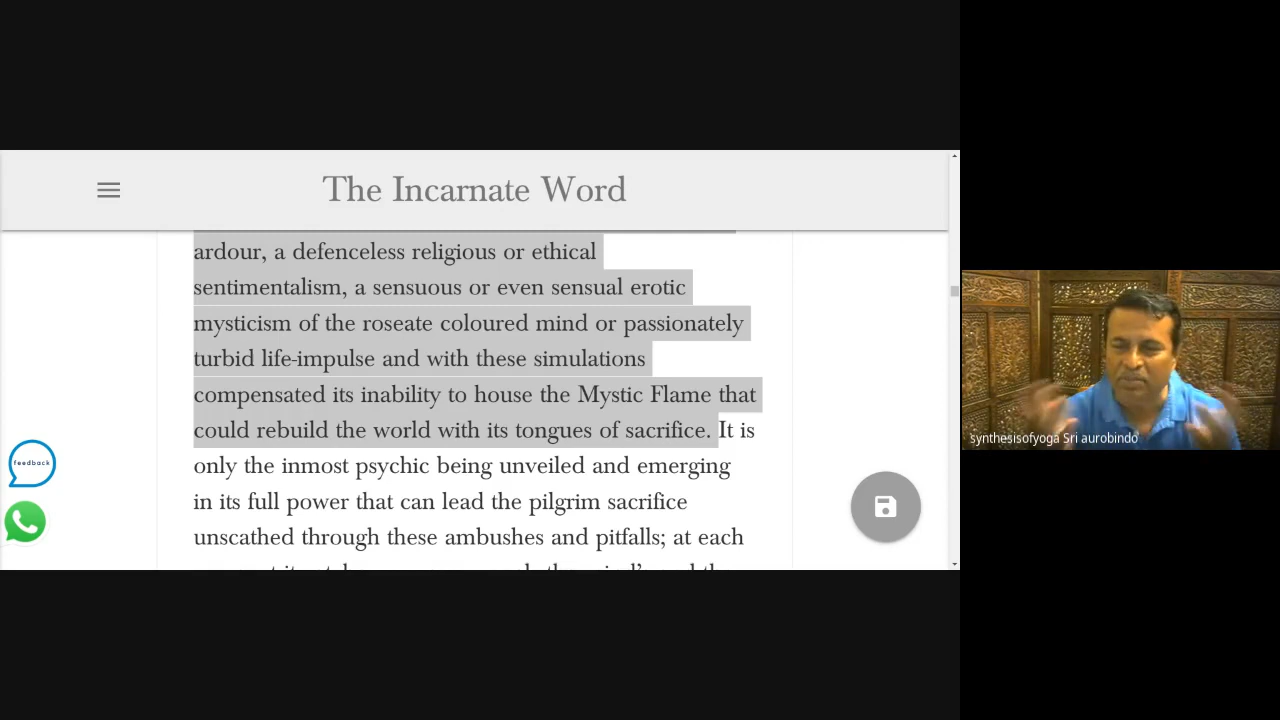 The Incarnate Word
ardour, a defenceless religious or ethical
sentimentalism, a sensuous or even sensual erotic
mysticism of the roseate coloured mind or passionately
turbid life-impulse and with these simulations
compensated its inability to house the Mystic Flame that
could rebuild the world with its tongues of sacrifice. It is
only the inmost psychic being unveiled and emerging
in its full power that can lead the pilgrim sacrifice
unscathed through these ambushes and pitfalls; at each
feedback
synthesisofyoga Sri aurobindo